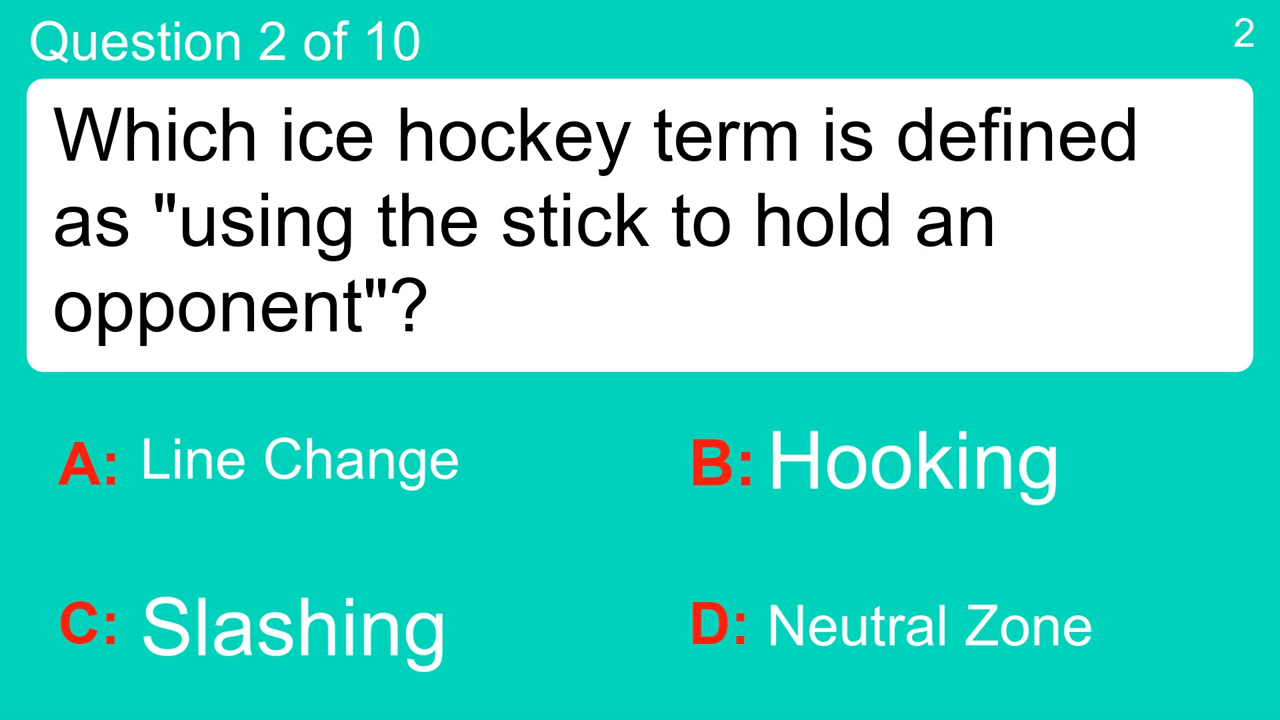 Question 2 of 10
2
Which ice hockey term is defined
as "using the stick to hold an
opponent"?
A: Line Change
B: Hooking
C: Slashing
D: Neutral Zone